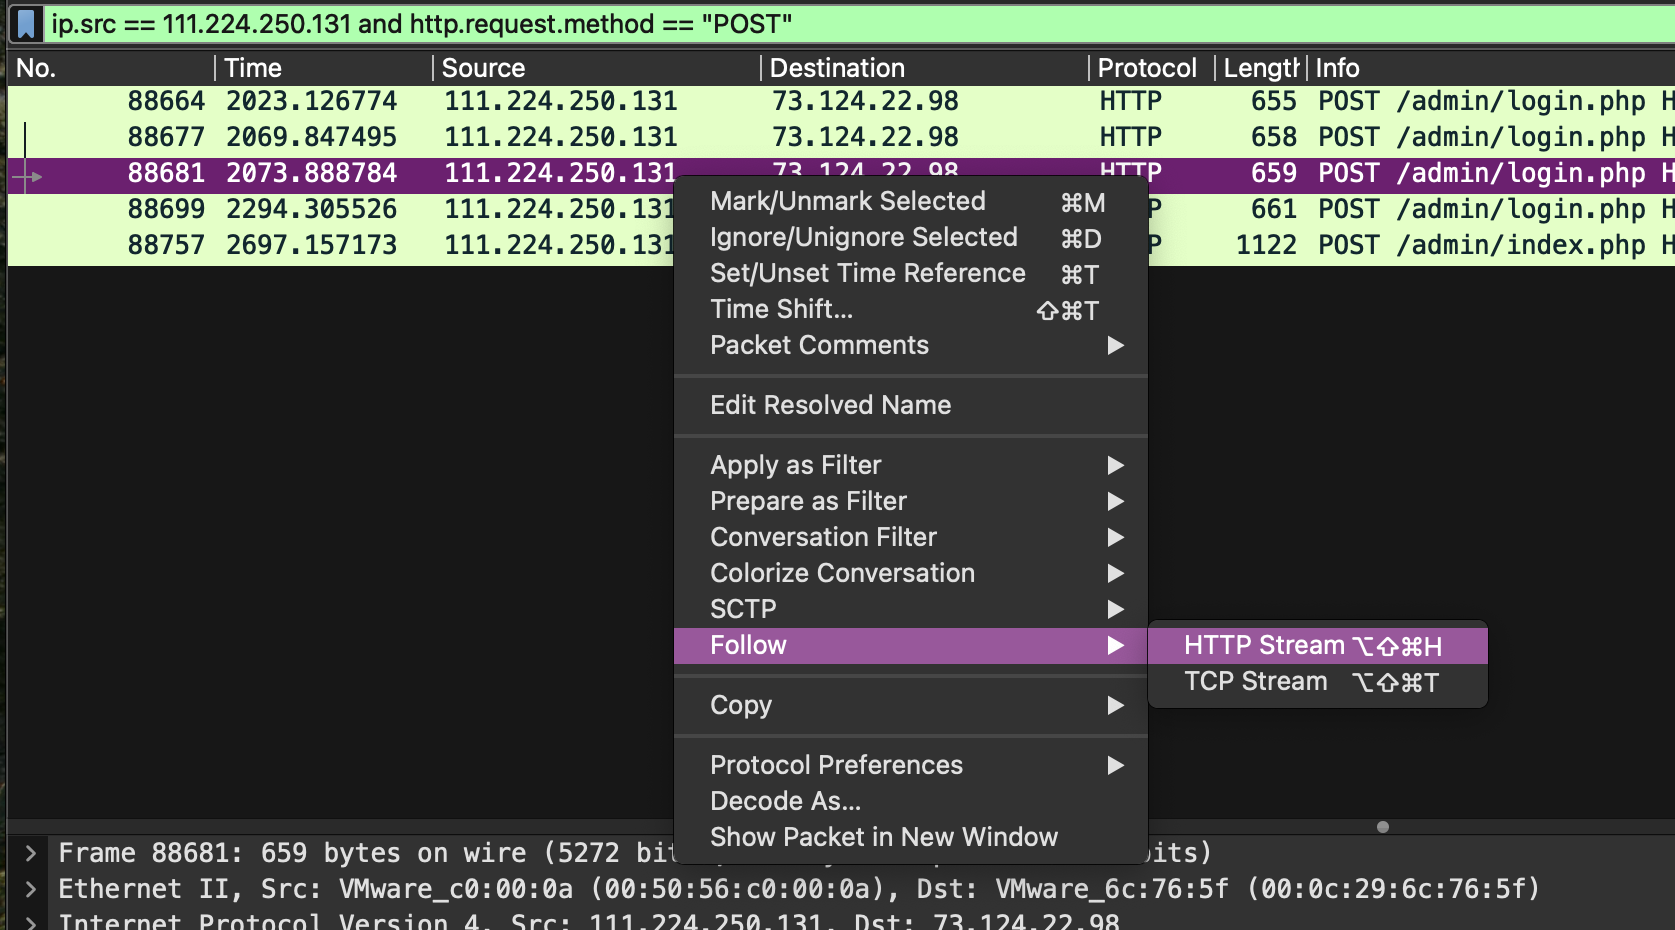 ip.src == 111.224.250.131 and http.request.method == "POST"
No. Time Source Destination Protocol Length Info
88664 2023.126774 111.224.250.131 73.124.22.98 HTTP 655 POST /admin/login.php H
88677 2069.847495 111.224.250.131 73.124.22.98 HTTP 658 POST /admin/login.php H
88681 2073.888784 111.224.250.131 73.124.22.98 HTTP 659 POST /admin/login.php H
88699 2294.305526 111.224.250.131 P 661 POST /admin/login.php H
88757 2697.157173 111.224.250.131 P 1122 POST /admin/index.php H
Mark/Unmark Selected ⌘M
Ignore/Unignore Selected ⌘D
Set/Unset Time Reference ⌘T
Time Shift... ⇧⌘T
Packet Comments ▶
Edit Resolved Name
Apply as Filter ▶
Prepare as Filter ▶
Conversation Filter ▶
Colorize Conversation ▶
SCTP ▶
Follow ▶
HTTP Stream ⌥⇧⌘H
TCP Stream ⌥⇧⌘T
Copy ▶
Protocol Preferences ▶
Decode As...
Show Packet in New Window
Frame 88681: 659 bytes on wire (5272 bit its)
Ethernet II, Src: VMware_c0:00:0a (00:50:56:c0:00:0a), Dst: VMware_6c:76:5f (00:0c:29:6c:76:5f)
Internet Protocol Version 4, Src: 111.224.250.131, Dst: 73.124.22.98